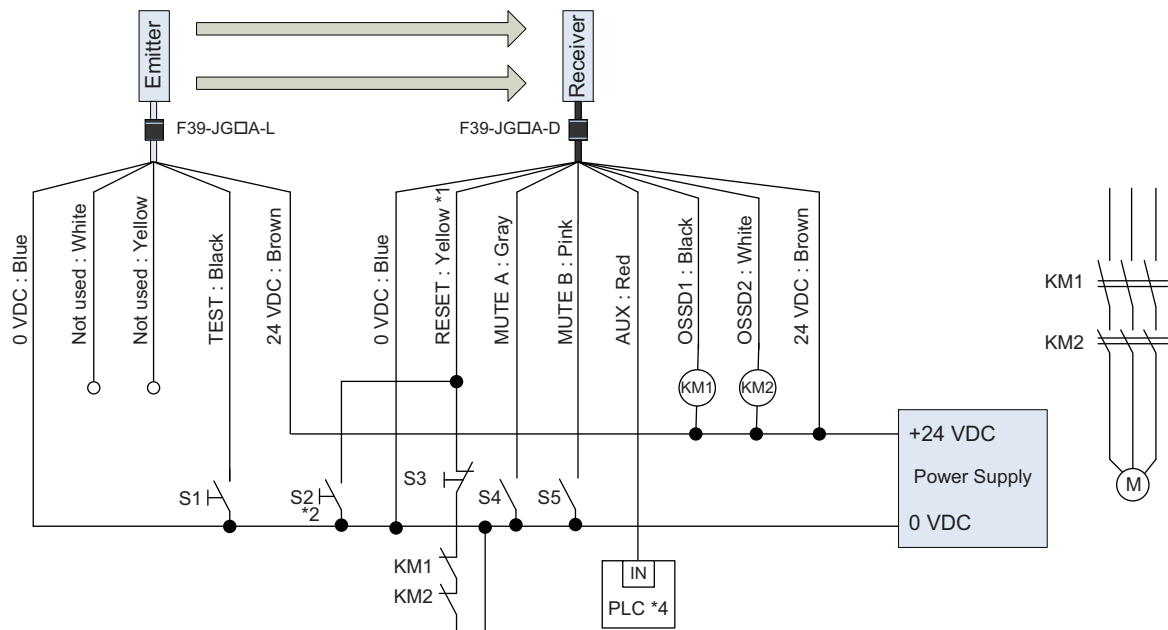 Emitter
Receiver
F39-JG□A-L
F39-JG□A-D
0 VDC : Blue
Not used : White
Not used : Yellow
TEST : Black
24 VDC : Brown
0 VDC : Blue
RESET : Yellow *1
MUTE A : Gray
MUTE B : Pink
AUX : Red
OSSD1 : Black
OSSD2 : White
24 VDC : Brown
KM1
KM2
KM1
KM2
M
+24 VDC
Power Supply
0 VDC
S1
S2
*2
S3
S4
S5
KM1
KM2
IN
PLC *4